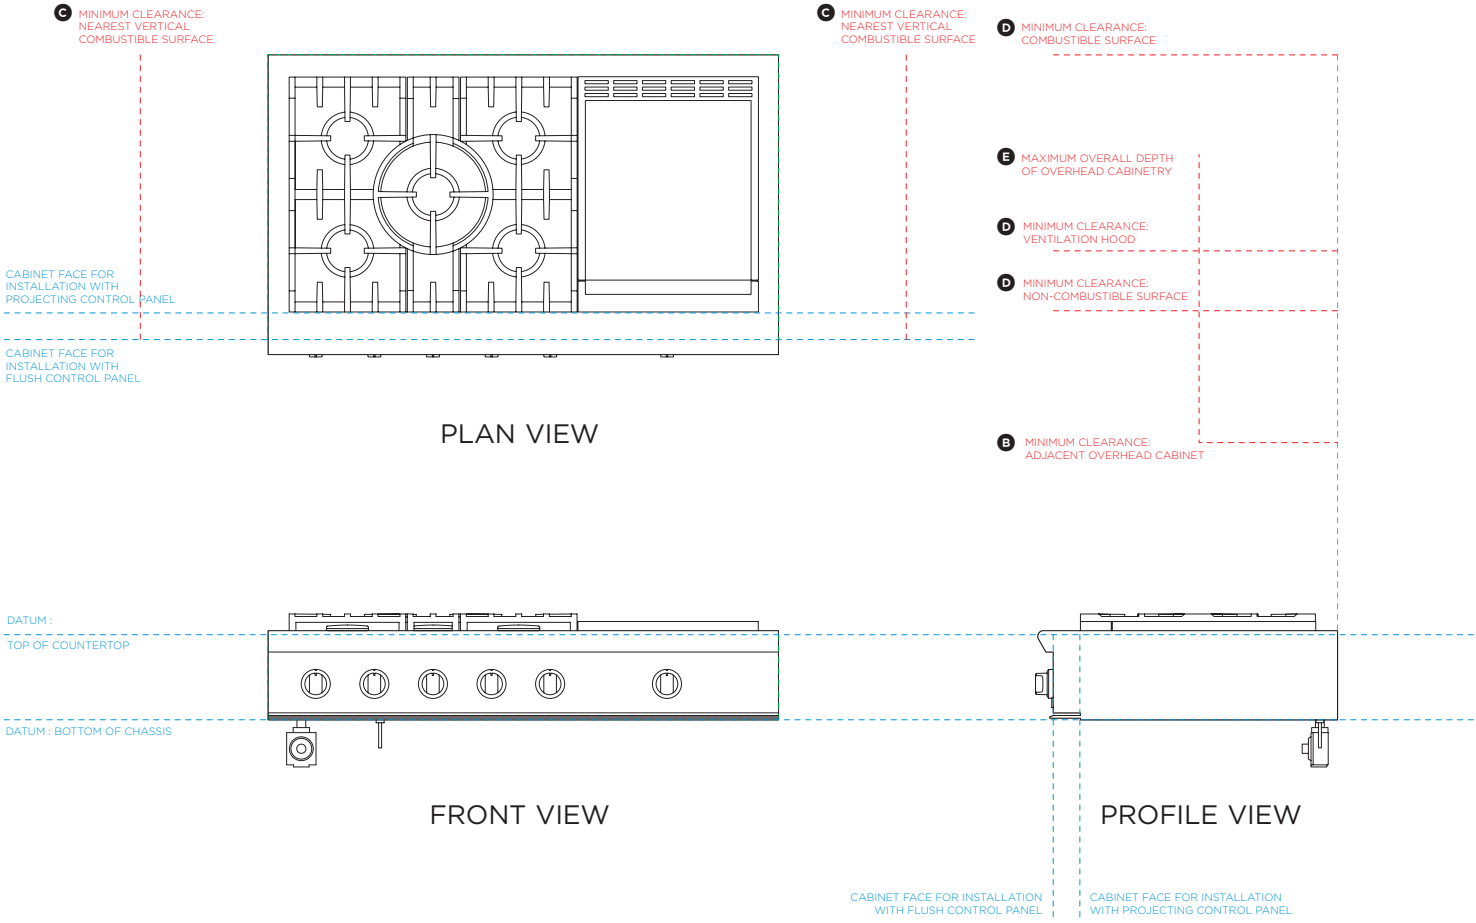 C MINIMUM CLEARANCE:
NEAREST VERTICAL
COMBUSTIBLE SURFACE
C MINIMUM CLEARANCE:
NEAREST VERTICAL
COMBUSTIBLE SURFACE
D MINIMUM CLEARANCE:
COMBUSTIBLE SURFACE
E MAXIMUM OVERALL DEPTH
OF OVERHEAD CABINETRY
D MINIMUM CLEARANCE:
VENTILATION HOOD
D MINIMUM CLEARANCE:
NON-COMBUSTIBLE SURFACE
CABINET FACE FOR
INSTALLATION WITH
PROJECTING CONTROL PANEL
CABINET FACE FOR
INSTALLATION WITH
FLUSH CONTROL PANEL
PLAN VIEW
B MINIMUM CLEARANCE:
ADJACENT OVERHEAD CABINET
DATUM :
TOP OF COUNTERTOP
DATUM : BOTTOM OF CHASSIS
FRONT VIEW
PROFILE VIEW
CABINET FACE FOR INSTALLATION
WITH FLUSH CONTROL PANEL
CABINET FACE FOR INSTALLATION
WITH PROJECTING CONTROL PANEL